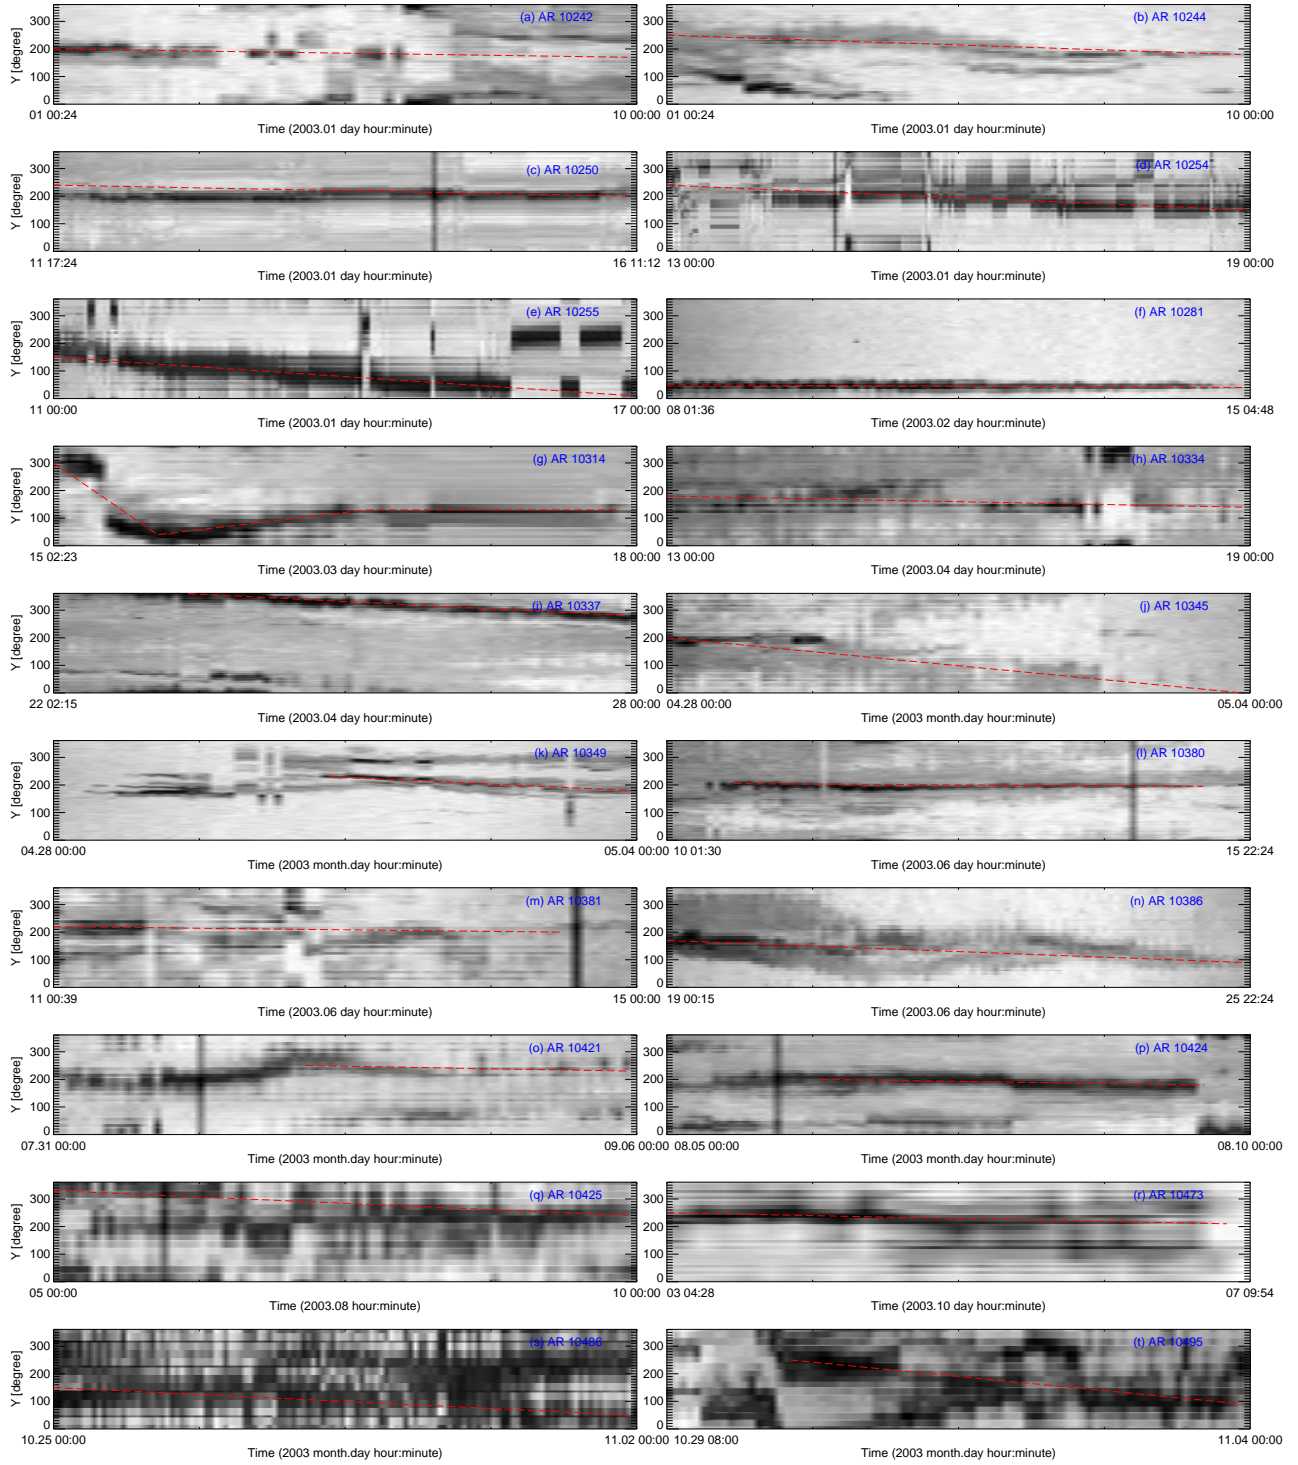 (a) AR 10242
(b) AR 10244
Y [degree]
300
200
100
0
300
200
100
0
01 00:24
10 00:00
01 00:24
10 00:00
Time (2003.01 day hour:minute)
Time (2003.01 day hour:minute)
(c) AR 10250
(d) AR 10254
Y [degree]
300
200
100
0
300
200
100
0
11 17:24
16 11:12
13 00:00
19 00:00
Time (2003.01 day hour:minute)
Time (2003.01 day hour:minute)
(e) AR 10255
(f) AR 10281
Y [degree]
300
200
100
0
300
200
100
0
11 00:00
17 00:00
08 01:36
15 04:48
Time (2003.01 day hour:minute)
Time (2003.02 day hour:minute)
(g) AR 10314
(h) AR 10334
Y [degree]
300
200
100
0
300
200
100
0
15 02:23
18 00:00
13 00:00
19 00:00
Time (2003.03 day hour:minute)
Time (2003.04 day hour:minute)
(i) AR 10337
(j) AR 10345
Y [degree]
300
200
100
0
300
200
100
0
22 02:15
28 00:00
04.28 00:00
05.04 00:00
Time (2003.04 day hour:minute)
Time (2003 month.day hour:minute)
(k) AR 10349
(l) AR 10380
Y [degree]
300
200
100
0
300
200
100
0
04.28 00:00
05.04 00:00
10 01:30
15 22:24
Time (2003 month.day hour:minute)
Time (2003.06 day hour:minute)
(m) AR 10381
(n) AR 10386
Y [degree]
300
200
100
0
300
200
100
0
11 00:39
15 00:00
19 00:15
25 22:24
Time (2003.06 day hour:minute)
Time (2003.06 day hour:minute)
(o) AR 10421
(p) AR 10424
Y [degree]
300
200
100
0
300
200
100
0
07.31 00:00
09.06 00:00
08.05 00:00
08.10 00:00
Time (2003 month.day hour:minute)
Time (2003 month.day hour:minute)
(q) AR 10425
(r) AR 10473
Y [degree]
300
200
100
0
300
200
100
0
05 00:00
10 00:00
03 04:28
07 09:54
Time (2003.08 hour:minute)
Time (2003.10 day hour:minute)
(s) AR 10486
(t) AR 10495
Y [degree]
300
200
100
0
300
200
100
0
10.25 00:00
11.02 00:00
10.29 08:00
11.04 00:00
Time (2003 month.day hour:minute)
Time (2003 month.day hour:minute)